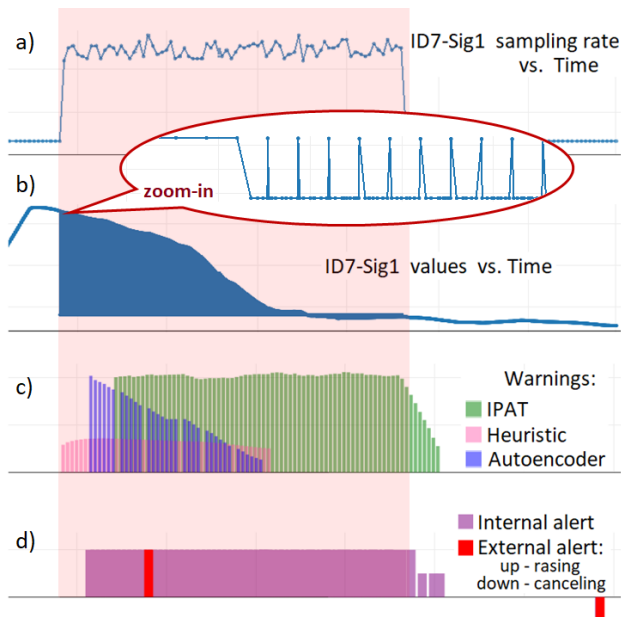 a)
ID7-Sig1 sampling rate
vs. Time
zoom-in
b)
ID7-Sig1 values vs. Time
c)
Warnings:
IPAT
Heuristic
Autoencoder
d)
Internal alert
External alert:
up - rasing
down - canceling